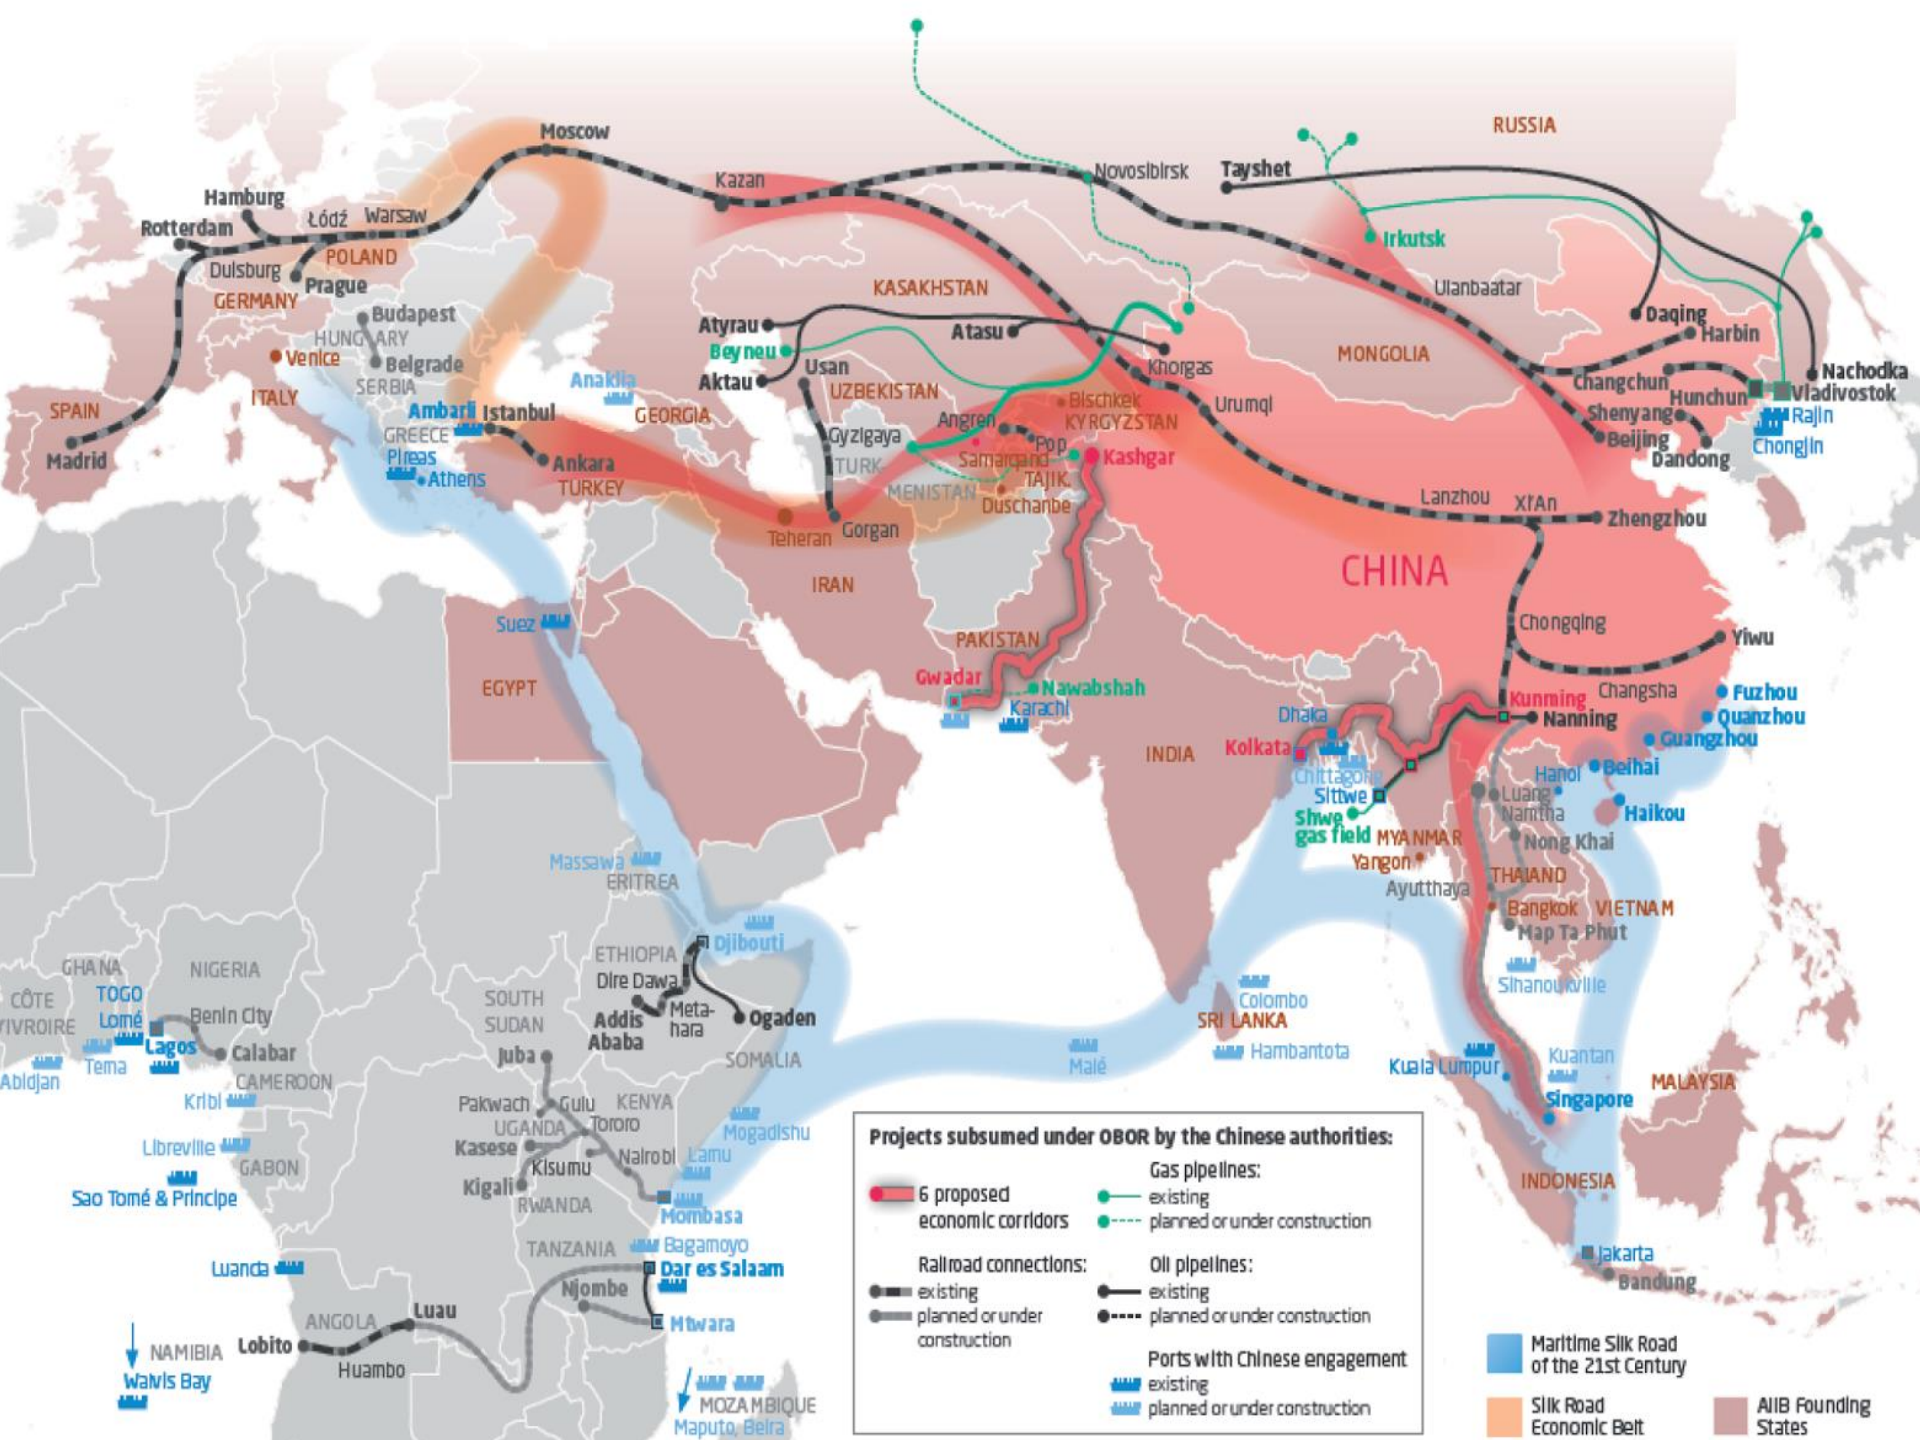 Moscow
RUSSIA
Kazan
Novosibirsk
Tayshet
Hamburg
Łódź
Warsaw
Rotterdam
Irkutsk
POLAND
Duisburg
Prague
GERMANY
KASAKHSTAN
Ulanbaatar
Budapest
HUNGARY
Atyrau
Atasu
Daqing
Harbin
Venice
Belgrade
Beyneu
Usan
MONGOLIA
Khorgas
SERBIA
Anaklia
Aktau
UZBEKISTAN
Bischkek
Changchun
Nachodka
ITALY
Hunchun
Vladivostok
SPAIN
Ambarli
Istanbul
GEORGIA
Angren
KYRGYZSTAN
Urumqi
Shenyang
Rajin
GREECE
Gyzigaya
Pop
Beijing
Chongjin
Madrid
Pireas
Ankara
TURK-
Samarqand
Kashgar
Dandong
Athens
TURKEY
MENISTAN
TAJIK.
Duschanbe
Lanzhou
Xi'An
Zhengzhou
Teheran
Gorgan
CHINA
IRAN
Suez
PAKISTAN
Chongqing
Yiwu
EGYPT
Gwadar
Nawabshah
Karachi
Kunming
Changsha
Fuzhou
Dhaka
Nanning
Quanzhou
Kolkata
INDIA
Guangzhou
Chittagong
Hanoi
Beihai
Sittwe
Luang
Namtha
Haikou
Shwe
gas field
MYANMAR
Nong Khai
Yangon
Massawa
ERITREA
Ayutthaya
THAIAND
Bangkok
VIETNAM
Map Ta Phut
Djibouti
ETHIOPIA
GHANA
NIGERIA
Dire Dawa
Sihanoukville
CÔTE
D'IVROIRE
TOGO
Lomé
SOUTH
SUDAN
Colombo
Benin City
Addis
Ababa
Meta-
hara
Ogaden
SRI LANKA
Lagos
Calabar
Juba
SOMALIA
Malé
Hambantota
Kuala Lumpur
Kuantan
Tema
Abidjan
CAMEROON
MALAYSIA
Kribi
Pakwach
Gulu
KENYA
Singapore
UGANDA
Tororo
Mogadishu
Libreville
Kasese
Kisumu
Nairobi
Lamu
GABON
Kigali
INDONESIA
Sao Tomé & Principe
RWANDA
Mombasa
TANZANIA
Bagamoyo
Jakarta
Luanda
Dar es Salaam
Bandung
Njombe
ANGOLA
Luau
Mtwara
NAMIBIA
Lobito
Huambo
Walvis Bay
MOZAMBIQUE
Maputo, Beira
Projects subsumed under OBOR by the Chinese authorities:
6 proposed
economic corridors
Railroad connections:
existing
planned or under
construction
Gas pipelines:
existing
planned or under construction
Oil pipelines:
existing
planned or under construction
Ports with Chinese engagement
existing
planned or under construction
Maritime Silk Road
of the 21st Century
Silk Road
Economic Belt
AIIB Founding
States